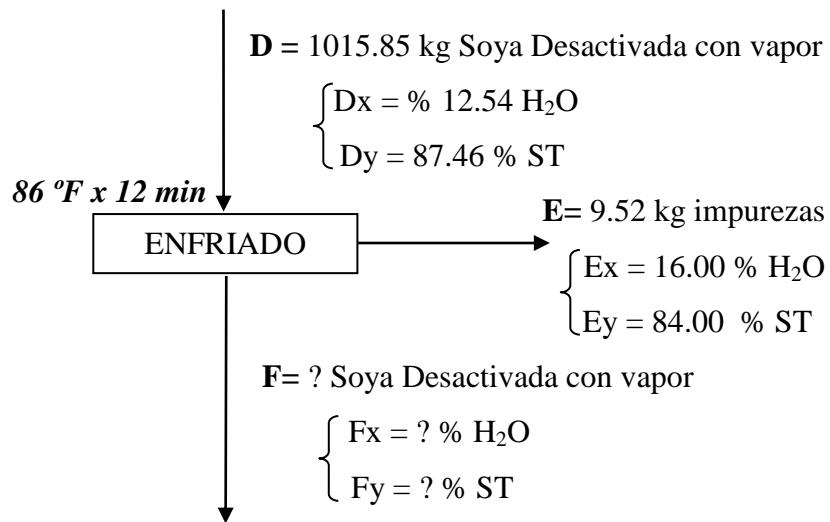 D = 1015.85 kg Soya Desactivada con vapor
Dx = % 12.54 H₂O
Dy = 87.46 % ST
86 ºF x 12 min
ENFRIADO
E= 9.52 kg impurezas
Ex = 16.00 % H₂O
Ey = 84.00 % ST
F= ? Soya Desactivada con vapor
Fx = ? % H₂O
Fy = ? % ST